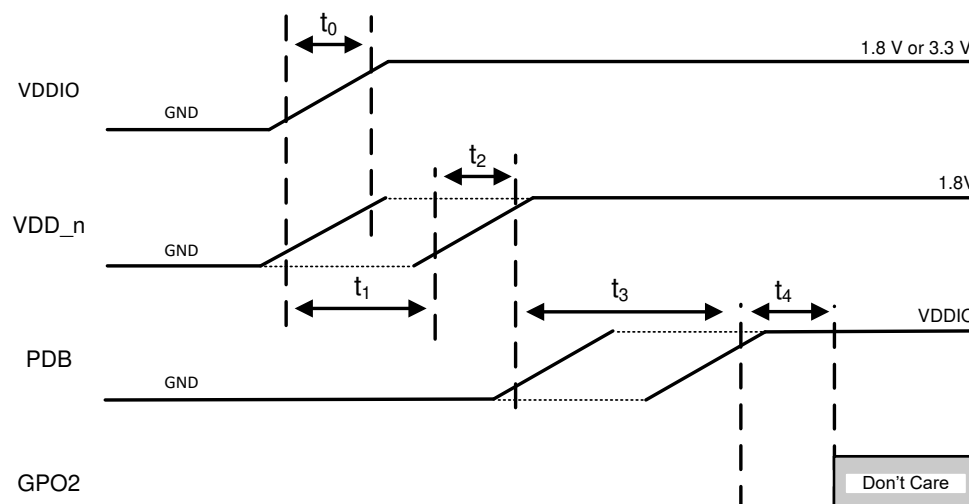 t0
1.8 V or 3.3 V
VDDIO
GND
t2
1.8V
VDD_n
GND
t1
t3
t4
VDDIO
PDB
GND
GPO2
Don't Care